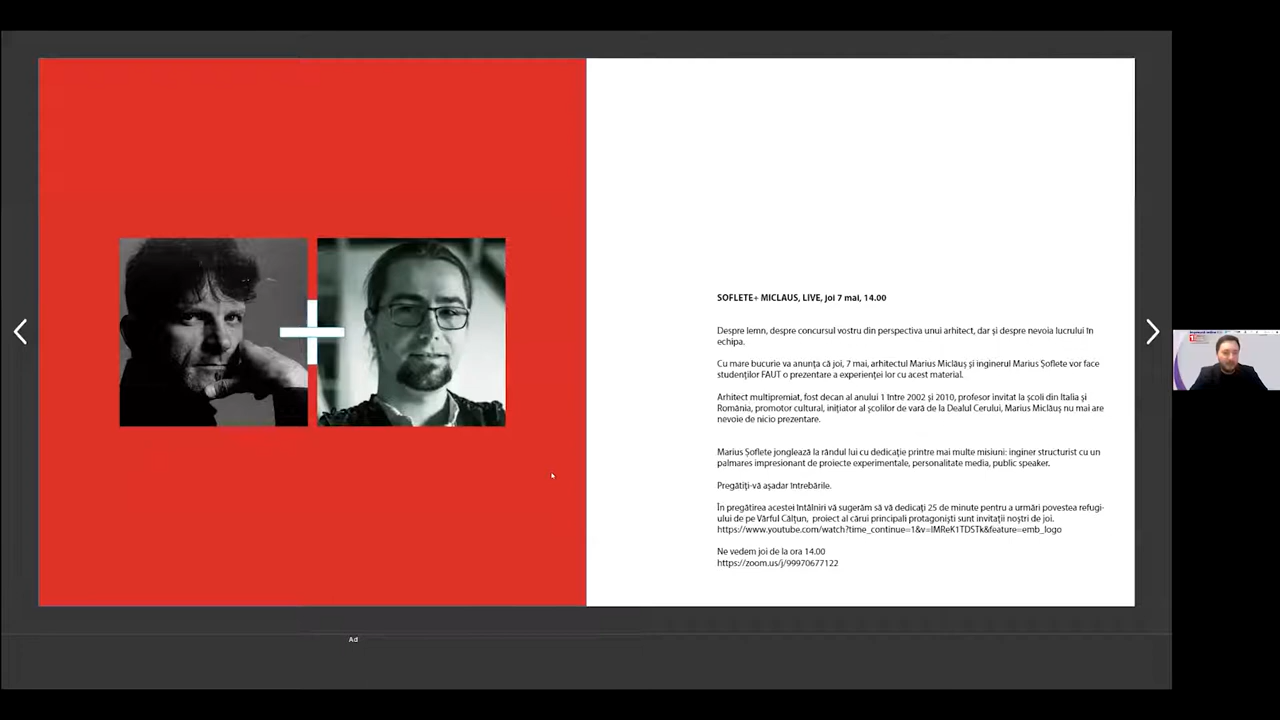 SOFLETE+ MICLAUS, LIVE, joi 7 mai, 14.00
Despre lemn, despre concursul vostru din perspectiva unui arhitect, dar și despre nevoia lucrului în
echipa.
Cu mare bucurie va anunța că joi, 7 mai, arhitectul Marius Miclăuș și inginerul Marius Șoflete vor face
studenților FAUT o prezentare a experienței lor cu acest material.
Arhitect multipremiat, fost decan al anului 1 între 2002 și 2010, profesor invitat la școli din Italia și
România, promotor cultural, inițiator al școlilor de vară de la Dealul Cerului, Marius Miclăuș nu mai are
nevoie de nicio prezentare.
Marius Șoflete jonglează la rândul lui cu dedicație printre mai multe misiuni: inginer structurist cu un
palmares impresionant de proiecte experimentale, personalitate media, public speaker.
Pregătiți-vă așadar întrebările.
În pregătirea acestei întâlniri vă sugerăm să vă dedicați 25 de minute pentru a urmări povestea refugi-
ului de pe Vârful Călțun,  proiect al cărui principali protagoniști sunt invitații noștri de joi.
https://www.youtube.com/watch?time_continue=1&v=IMReK1TDSTk&feature=emb_logo
Ne vedem joi de la ora 14.00
https://zoom.us/j/99970677122
Ad